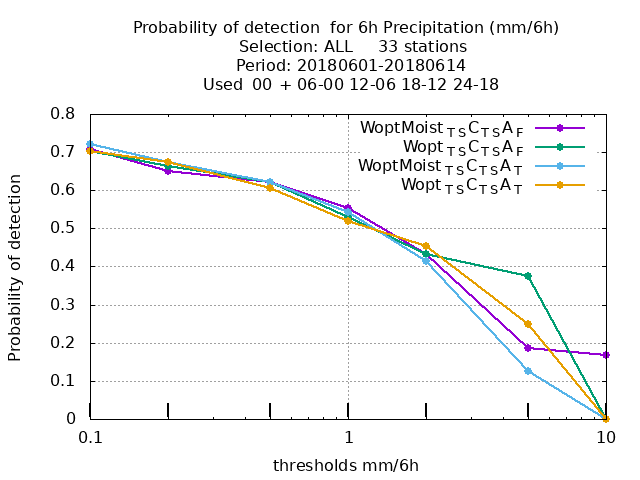 Probability of detection  for 6h Precipitation (mm/6h)
Selection: ALL     33 stations
Period: 20180601-20180614
Used  00  + 06-00 12-06 18-12 24-18
WoptMoist TS C TS A F
Wopt TS C TS A F
WoptMoist TS C TS A T
Wopt TS C TS A T
0.8
0.7
0.6
0.5
0.4
0.3
0.2
0.1
0
Probability of detection
0.1
1
10
thresholds mm/6h